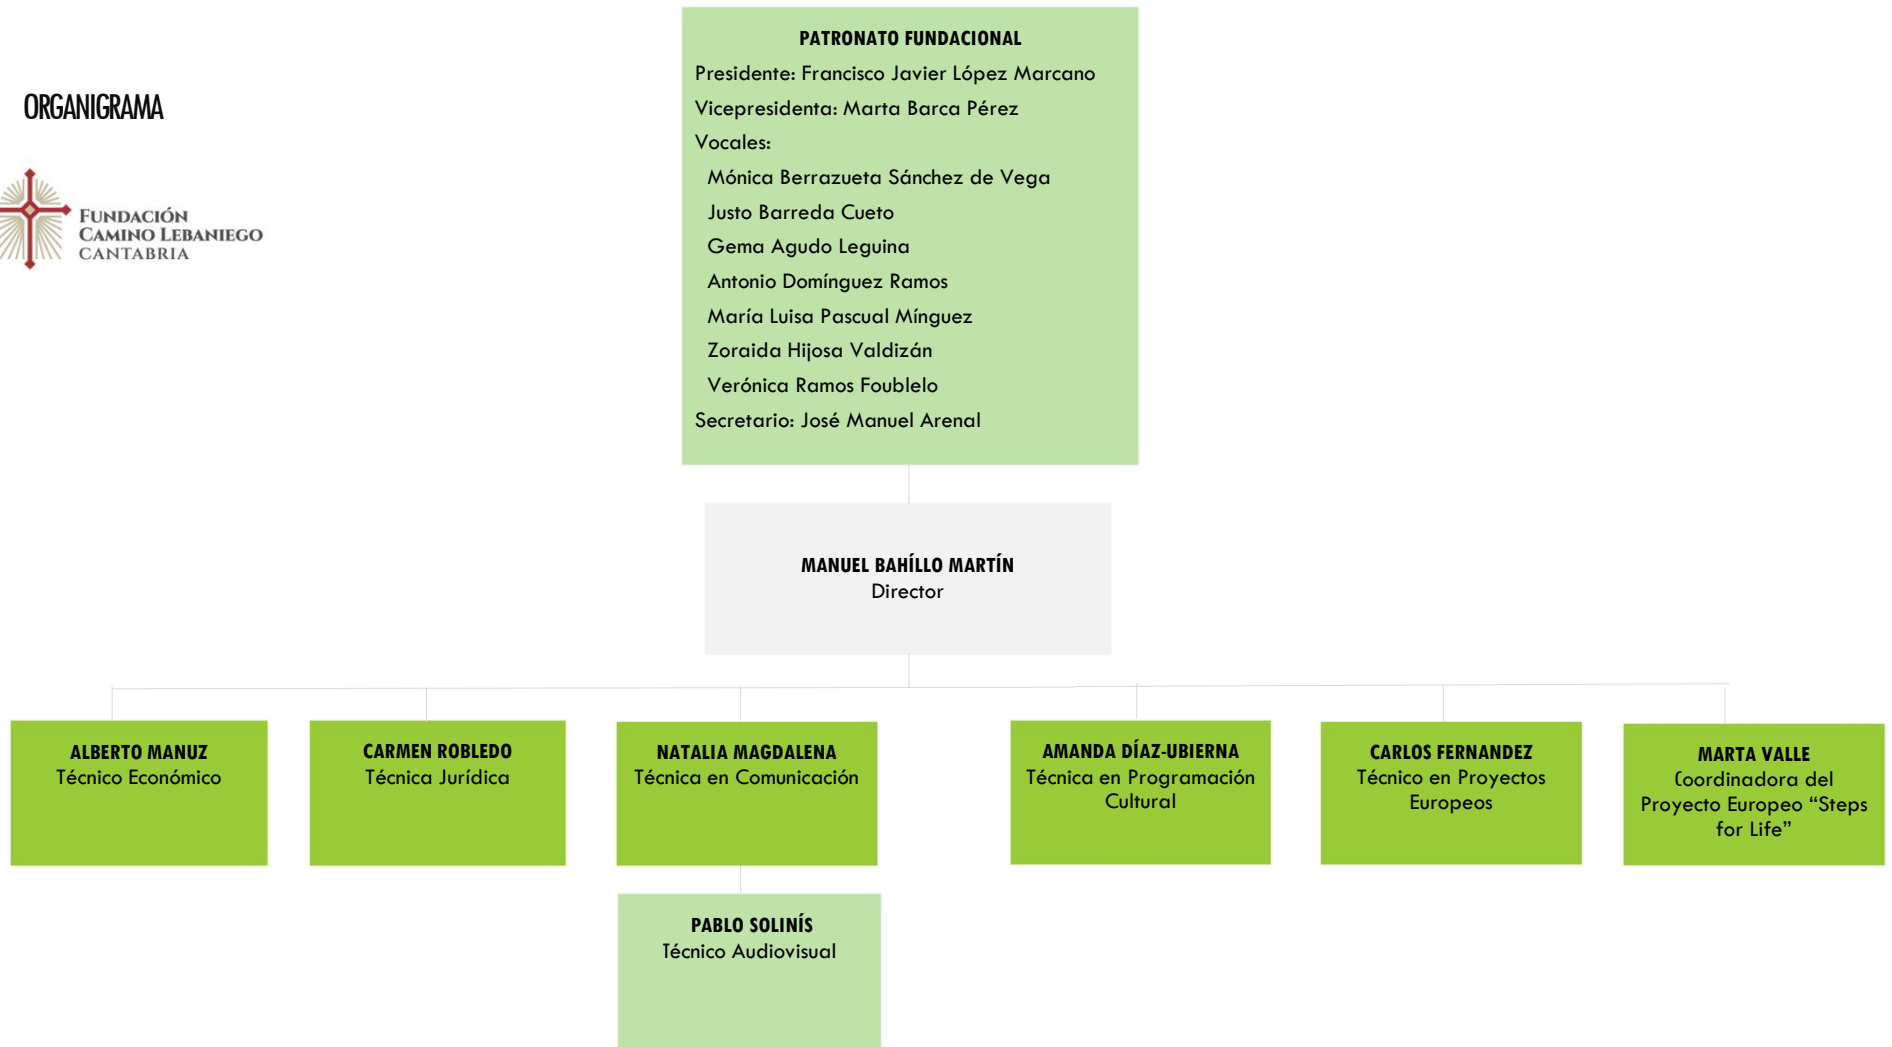 ORGANIGRAMA
FUNDACIÓN
CAMINO LEBANIEGO
CANTABRIA
PATRONATO FUNDACIONAL
Presidente: Francisco Javier López Marcano
Vicepresidenta: Marta Barca Pérez
Vocales:
Mónica Berrazueta Sánchez de Vega
Justo Barreda Cueto
Gema Agudo Leguina
Antonio Domínguez Ramos
María Luisa Pascual Mínguez
Zoraida Hijosa Valdizán
Verónica Ramos Foublelo
Secretario: José Manuel Arenal
MANUEL BAHÍLLO MARTÍN
Director
ALBERTO MANUZ
Técnico Económico
CARMEN ROBLEDO
Técnica Jurídica
NATALIA MAGDALENA
Técnica en Comunicación
AMANDA DÍAZ-UBIERNA
Técnica en Programación
Cultural
CARLOS FERNANDEZ
Técnico en Proyectos
Europeos
MARTA VALLE
Coordinadora del
Proyecto Europeo “Steps
for Life”
PABLO SOLINÍS
Técnico Audiovisual